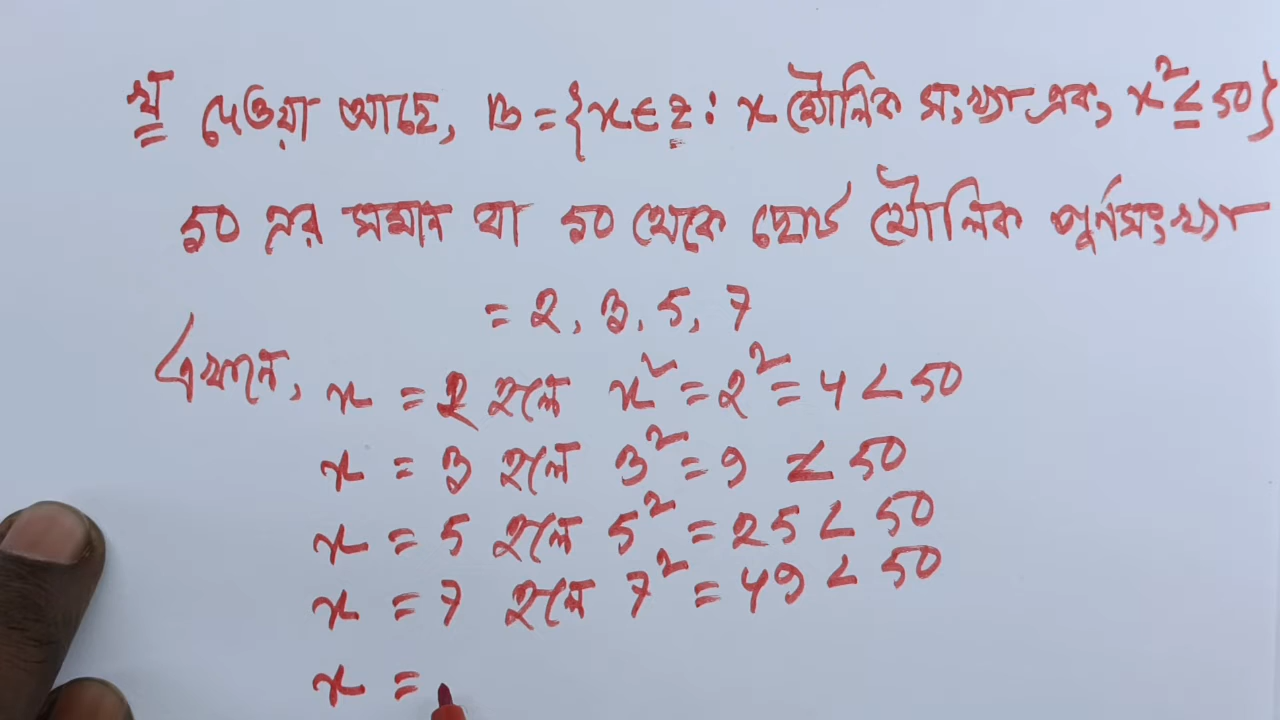 খ দেওয়া আছে, B = {x ∈ z : x মৌলিক সংখ্যা এবং x² ≤ 50}
50 এর সমান বা 50 থেকে ছোট মৌলিক পূর্নসংখ্যা
= 2, 3, 5, 7
এখানে, x = 2 হলে x² = 2² = 4 < 50
x = 3 হলে 3² = 9 < 50
x = 5 হলে 5² = 25 < 50
x = 7 হলে 7² = 49 < 50
x =